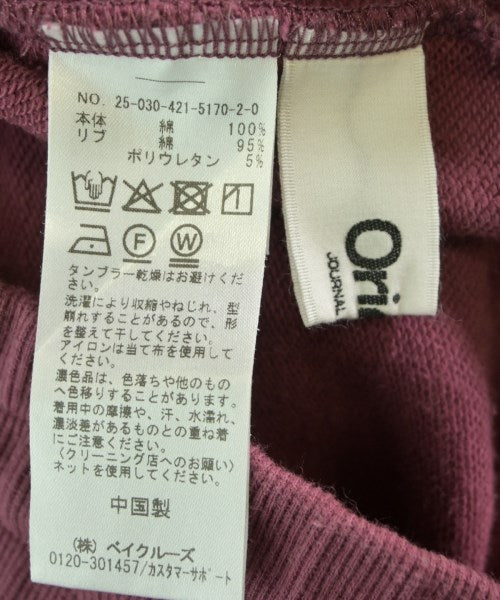 NO. 25-030-421-5170-2-0
本体 綿 100%
リブ 綿 95%
ポリウレタン 5%
F W
タンブラー乾燥はお避けくだ
さい。
洗濯により収縮やねじれ、型
崩れすることがあるので、形
を整えて干してください。
アイロンは当て布を使用して
ください。
濃色品は、色落ちや他のもの
へ色移りすることがあります。
着用中の摩擦や、汗、水濡れ、
濃淡差があるものとの重ね着
にご注意ください。
〈クリーニング店へのお願い〉
ネットを使用してください。
中国製
(株) ベイクルーズ
0120-301457/カスタマーサポート
Ori
JOURNAL